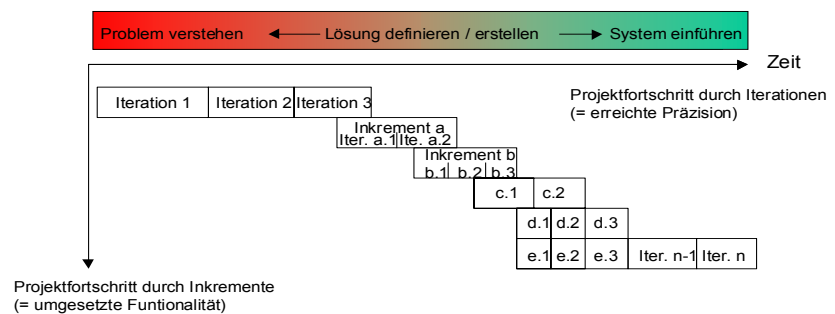 Problem verstehen Lösung definieren / erstellen System einführen
Zeit
Iteration 1 Iteration 2 Iteration 3
Projektfortschritt durch Iterationen
(= erreichte Präzision)
Inkrement a
Iter. a.1 Ite. a.2
Inkrement b
b.1 b.2 b.3
c.1 c.2
d.1 d.2 d.3
e.1 e.2 e.3 Iter. n-1 Iter. n
Projektfortschritt durch Inkremente
(= umgesetzte Funtionalität)